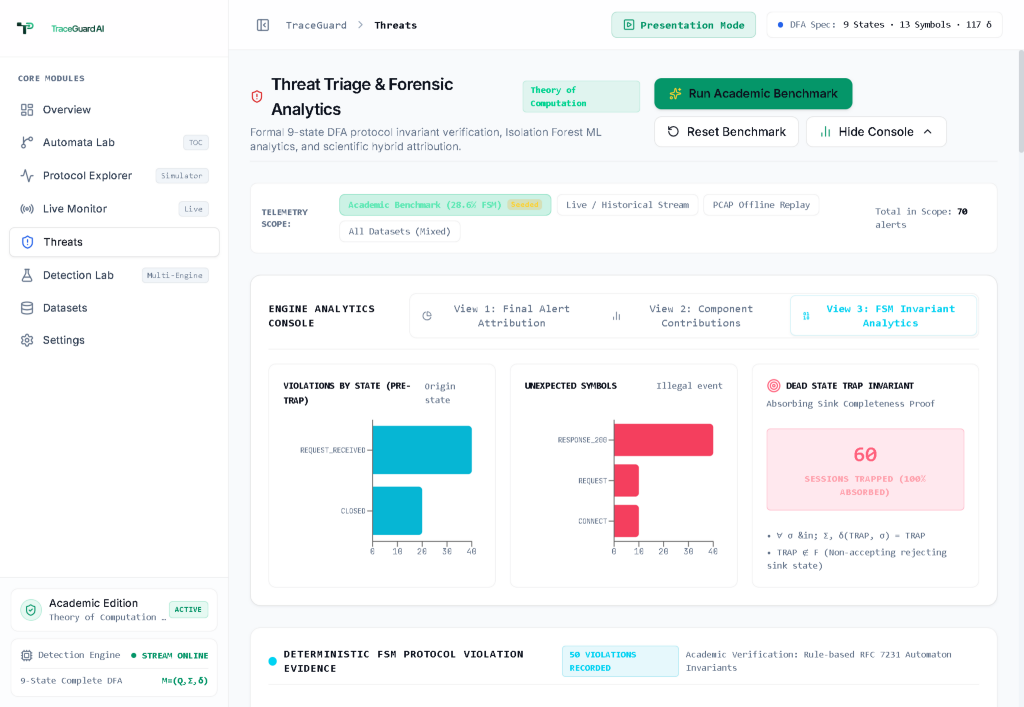 TraceGuard AI
CORE MODULES
Overview
Automata Lab
TOC
Protocol Explorer
Simulator
Live Monitor
Live
Threats
Detection Lab
Multi-Engine
Datasets
Settings
Academic Edition
Theory of Computation …
ACTIVE
Detection Engine
STREAM ONLINE
9-State Complete DFA
M=(Q,Σ,δ)
TraceGuard > Threats
Presentation Mode
DFA Spec: 9 States · 13 Symbols · 117 δ
Threat Triage & Forensic
Analytics
Theory of
Computation
Formal 9-state DFA protocol invariant verification, Isolation Forest ML
analytics, and scientific hybrid attribution.
Run Academic Benchmark
Reset Benchmark
Hide Console
TELEMETRY
SCOPE:
Academic Benchmark (28.6% FSM)
Live / Historical Stream
PCAP Offline Replay
All Datasets (Mixed)
Total in Scope: 70
alerts
ENGINE ANALYTICS
CONSOLE
View 1: Final Alert
Attribution
View 2: Component
Contributions
View 3: FSM Invariant
Analytics
VIOLATIONS BY STATE (PRE-
TRAP)
Origin
state
REQUEST_RECEIVED
CLOSED
0 10 20 30 40
UNEXPECTED SYMBOLS
Illegal event
RESPONSE_200
REQUEST
CONNECT
0 10 20 30 40
DEAD STATE TRAP INVARIANT
Absorbing Sink Completeness Proof
60
SESSIONS TRAPPED (100%
ABSORBED)
• ∀ σ &in; Σ, δ(TRAP, σ) = TRAP
• TRAP ∉ F (Non-accepting rejecting
sink state)
DETERMINISTIC FSM PROTOCOL VIOLATION
EVIDENCE
50 VIOLATIONS
RECORDED
Academic Verification: Rule-based RFC 7231 Automaton
Invariants